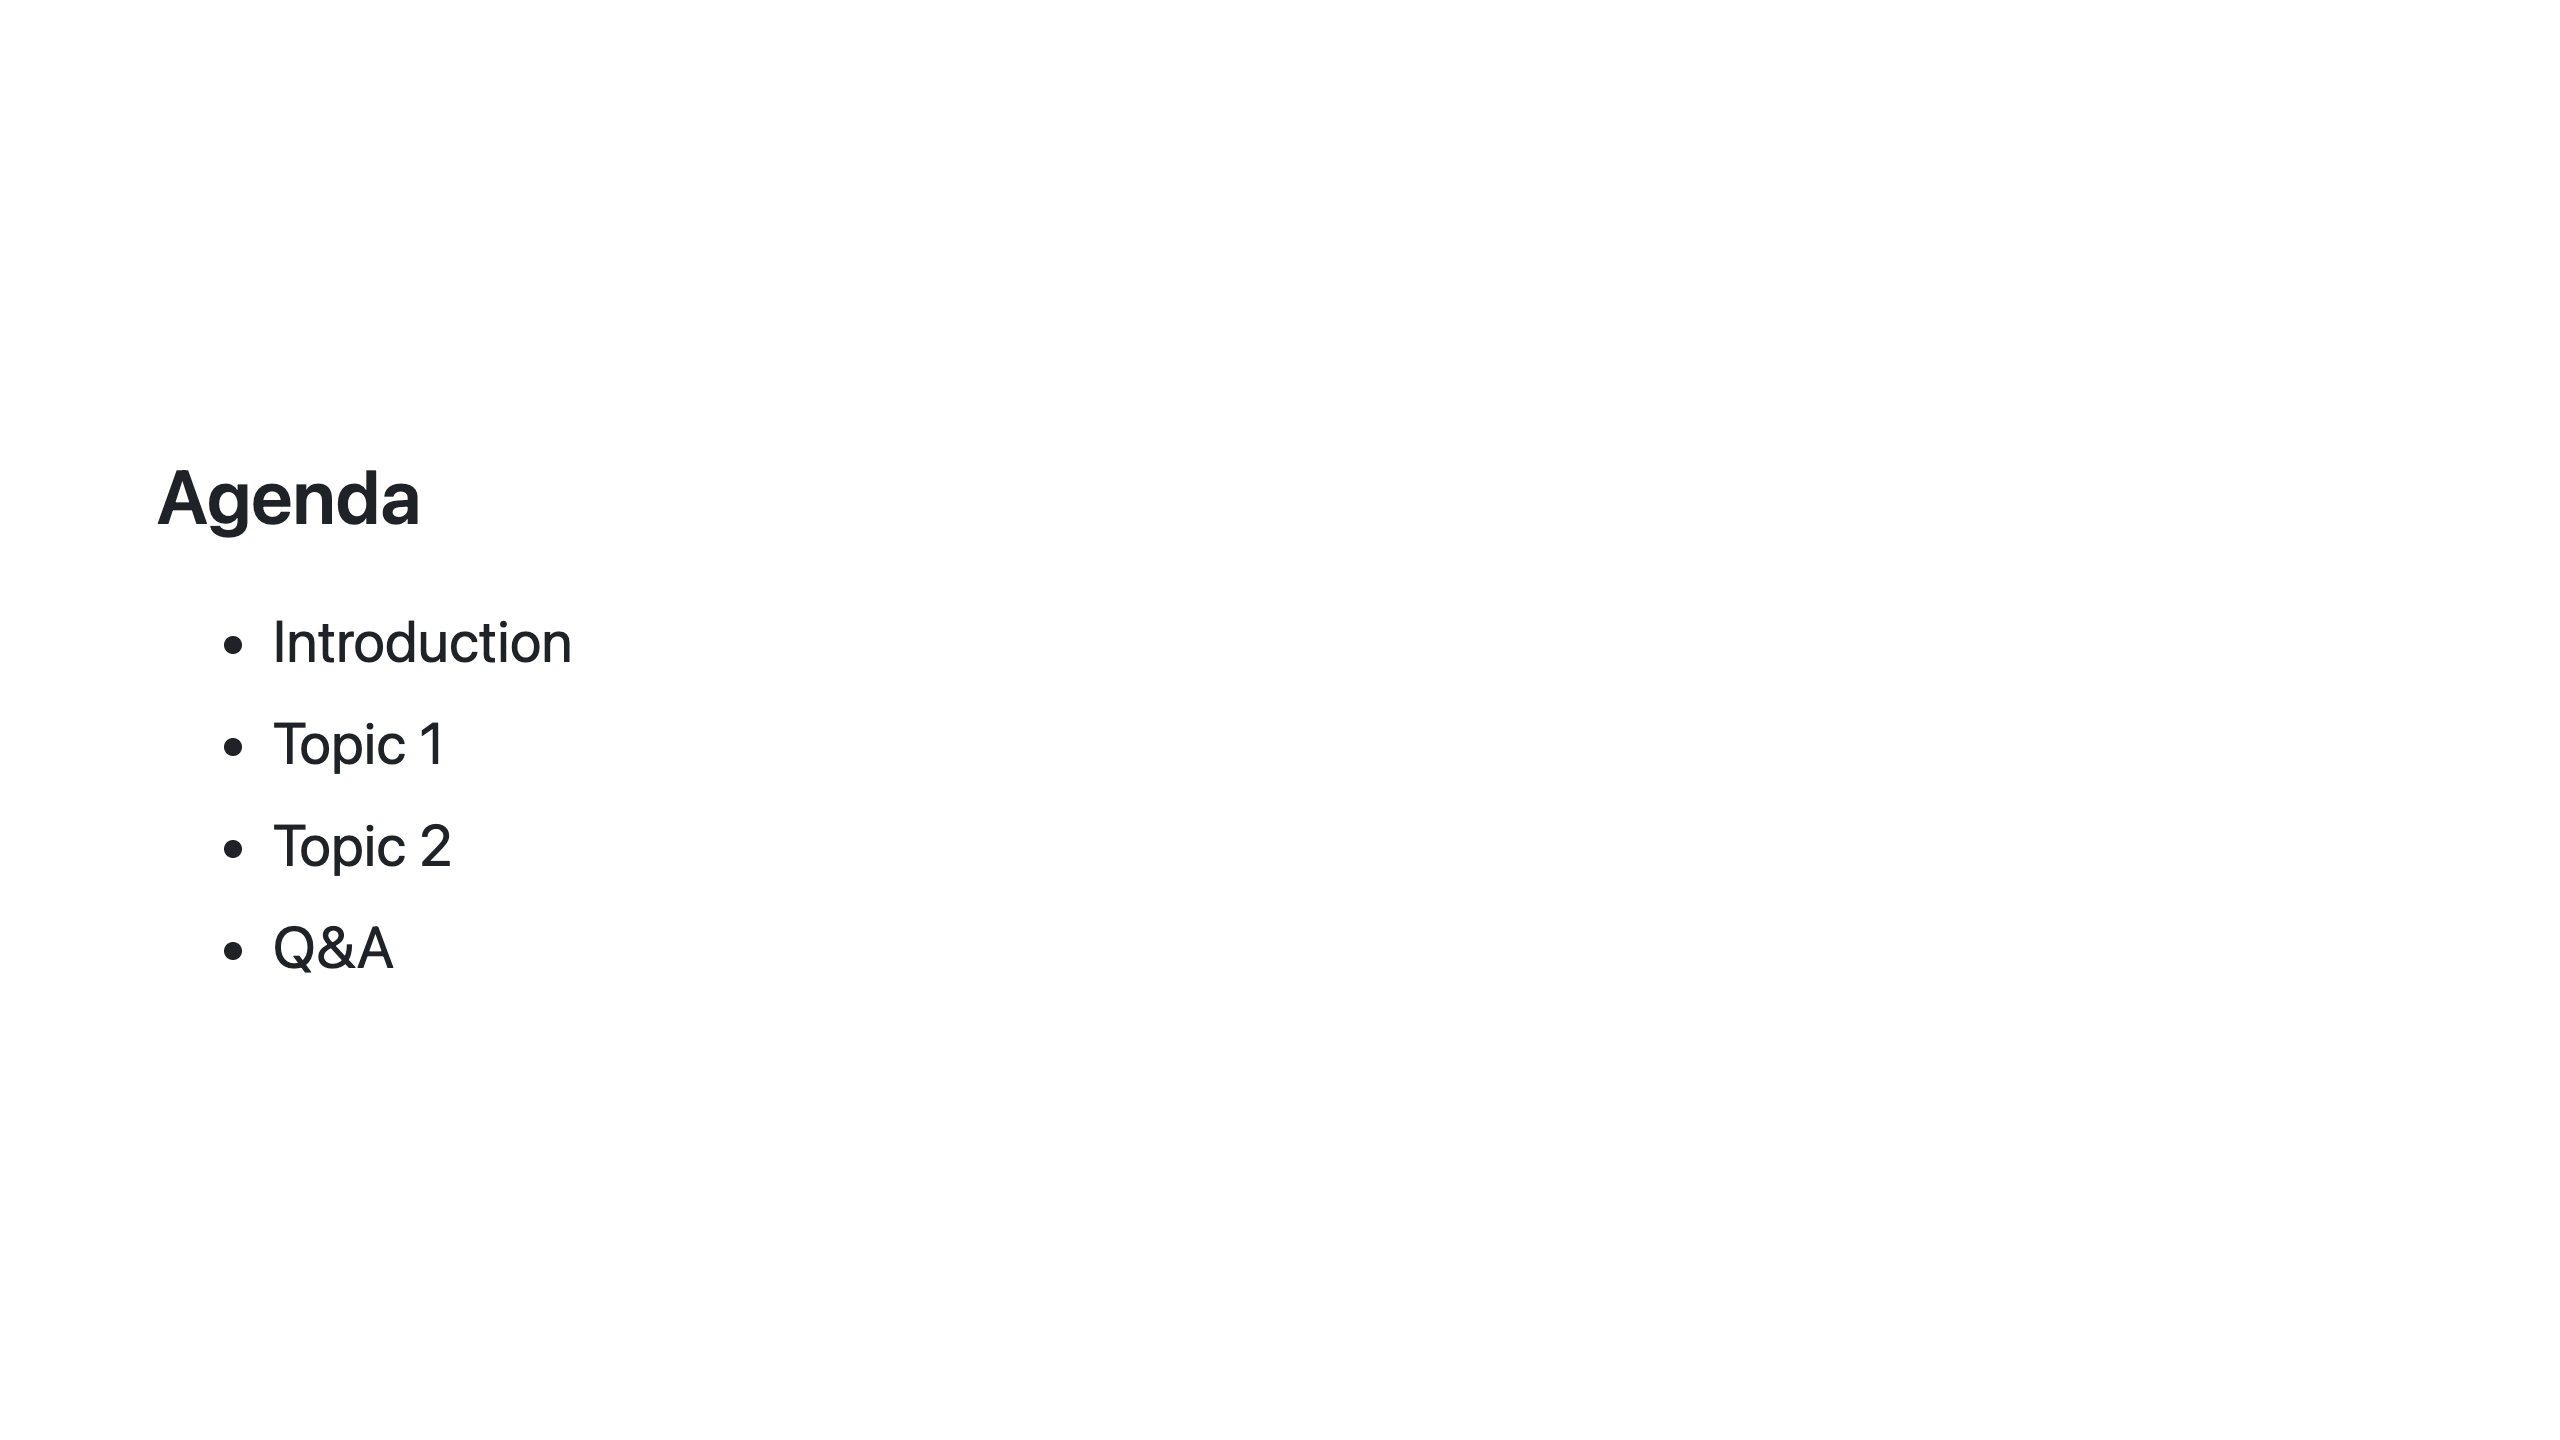 Agenda
• Introduction
• Topic 1
• Topic 2
• Q&A